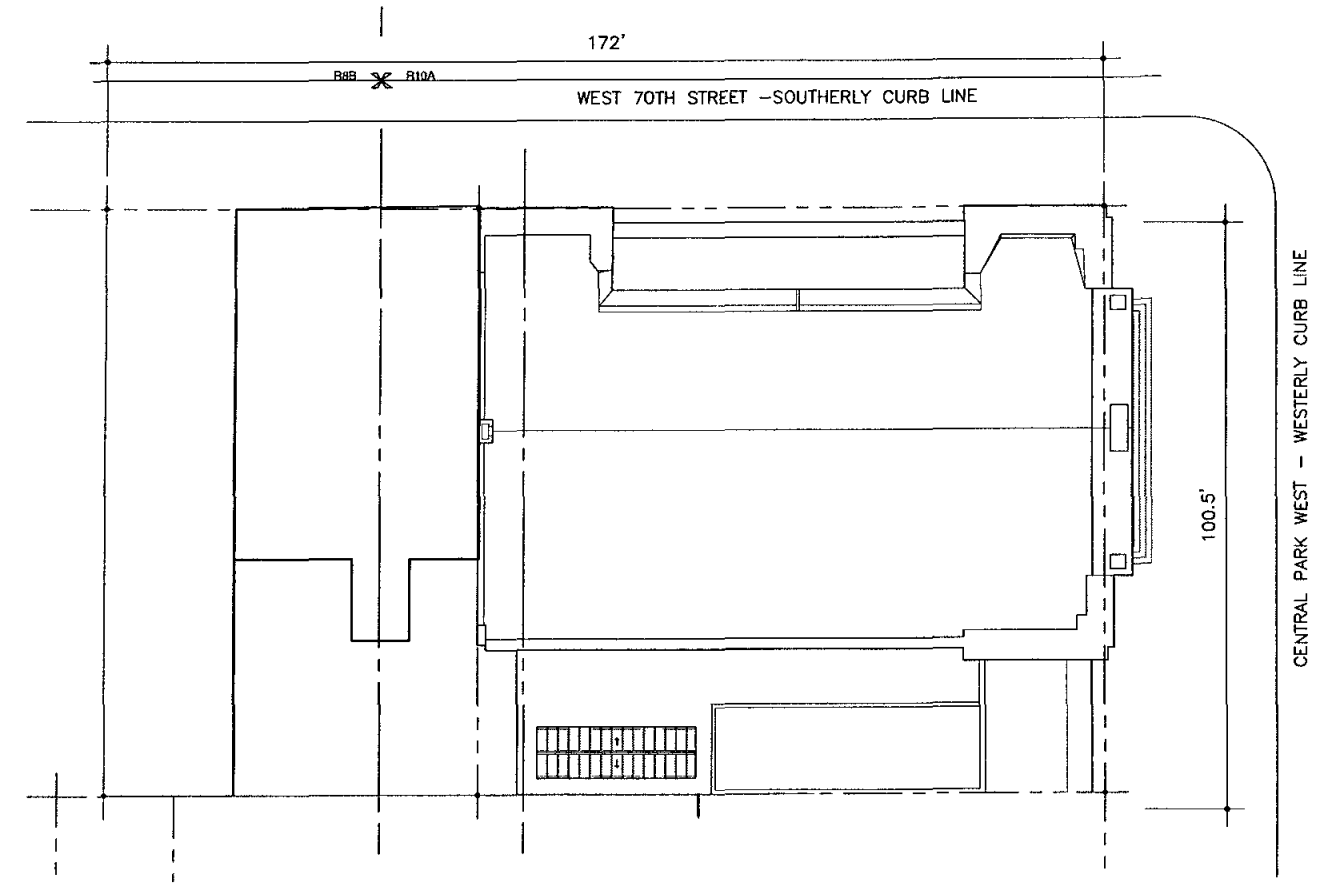 172'
R8B R10A
WEST 70TH STREET -SOUTHERLY CURB LINE
CENTRAL PARK WEST - WESTERLY CURB LINE
100.5'